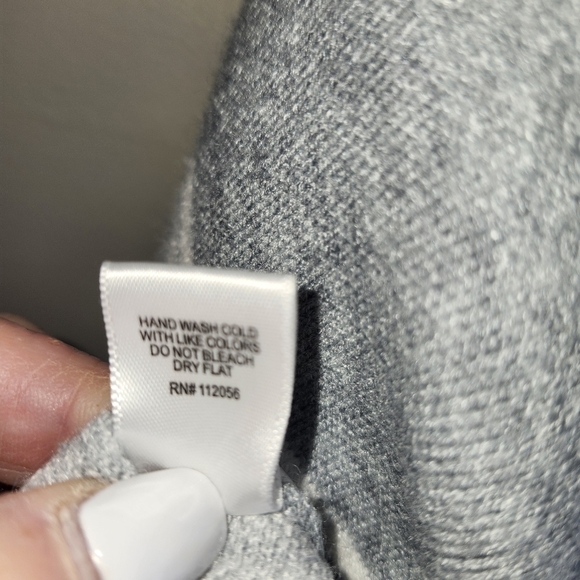 HAND WASH COLD
WITH LIKE COLORS
DO NOT BLEACH
DRY FLAT
RN# 112056